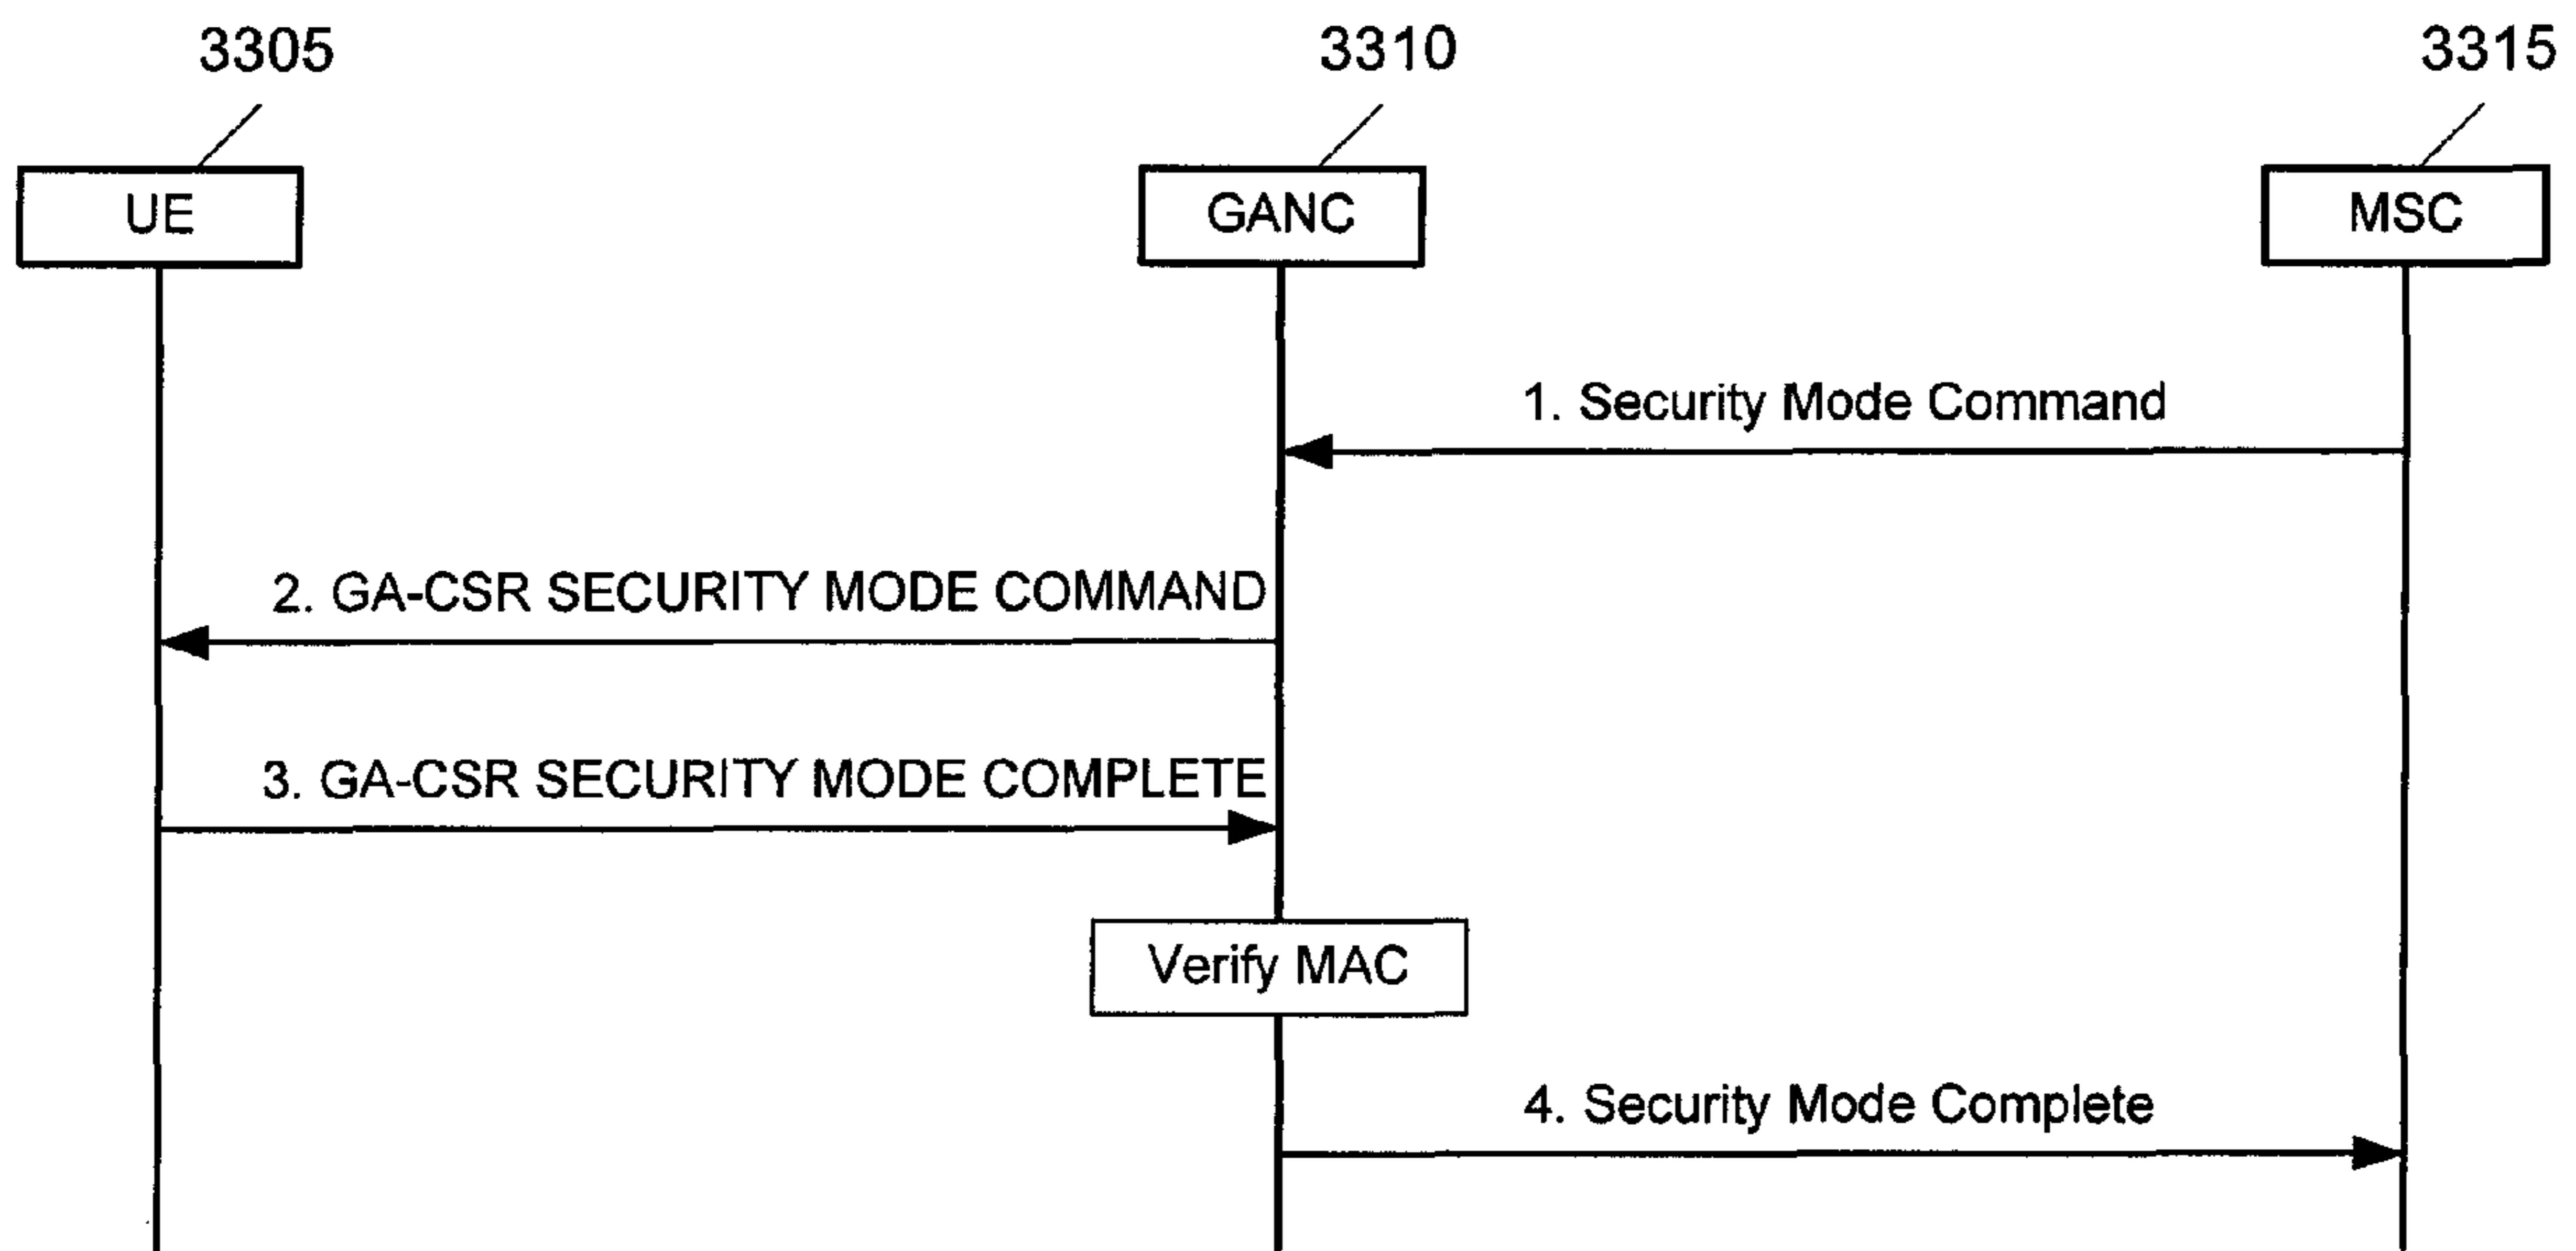 3305
3310
3315
UE
GANC
MSC
1. Security Mode Command
2. GA-CSR SECURITY MODE COMMAND
3. GA-CSR SECURITY MODE COMPLETE
Verify MAC
4. Security Mode Complete